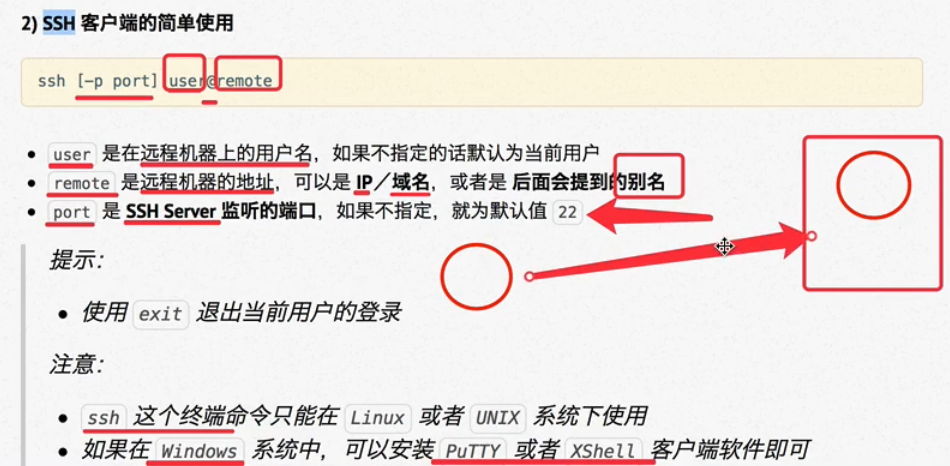 2) SSH 客户端的简单使用
ssh [-p port] user@remote
• user 是在远程机器上的用户名，如果不指定的话默认为当前用户
• remote 是远程机器的地址，可以是 IP／域名，或者是 后面会提到的别名
• port 是 SSH Server 监听的端口，如果不指定，就为默认值 22
提示：
• 使用 exit 退出当前用户的登录
注意：
• ssh 这个终端命令只能在 Linux 或者 UNIX 系统下使用
• 如果在 Windows 系统中，可以安装 PuTTY 或者 XShell 客户端软件即可